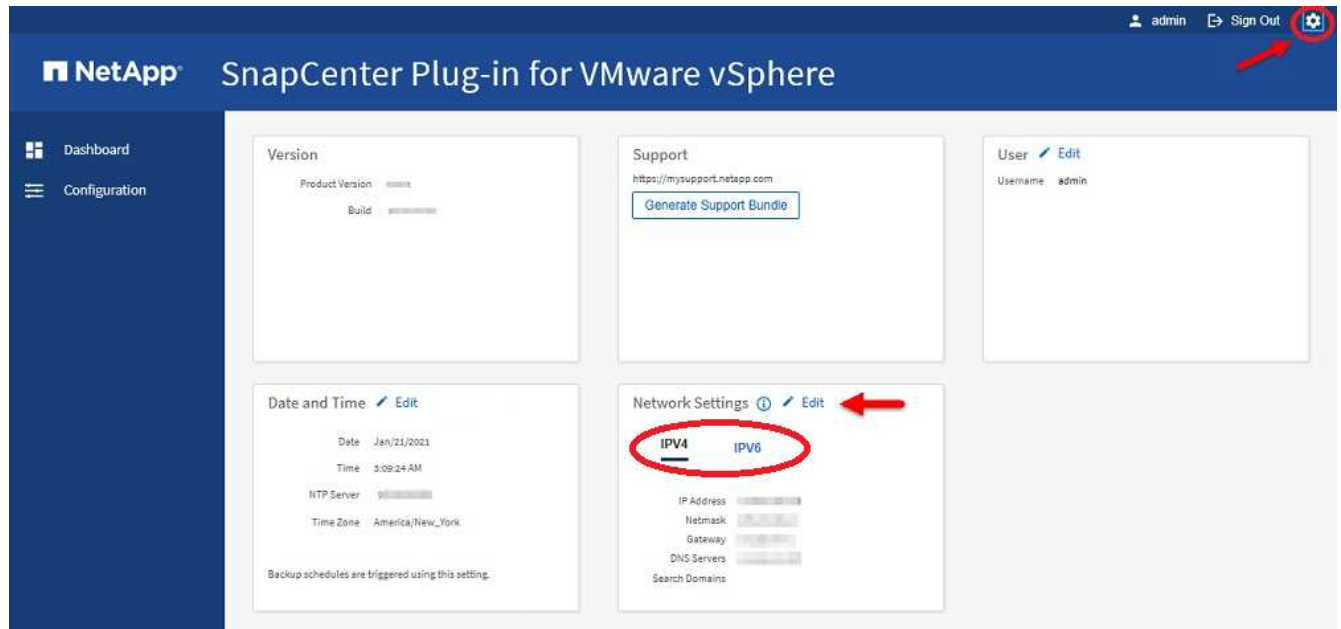 admin Sign Out
NetApp SnapCenter Plug-in for VMware vSphere
Dashboard
Configuration
Version
Product Version
Build
Support
https://mysupport.netapp.com
Generate Support Bundle
User Edit
Username admin
Date and Time Edit
Date Jan/21/2021
Time 3:09:24 AM
NTP Server
Time Zone America/New_York
Backup schedules are triggered using this setting.
Network Settings Edit
IPV4 IPV6
IP Address
Netmask
Gateway
DNS Servers
Search Domains